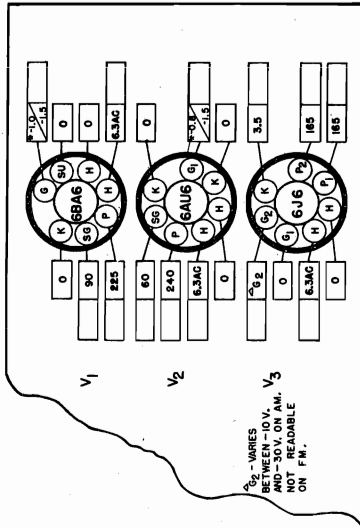 *-1.0
-1.5
0
0
6.3AC
0
90
225
K
G
SU
H
H
P
SG
6BA6
V1
60
240
6.3AC
0
0
*-0.8
-1.5
0
SG
K
G1
K
H
H
P
6AU6
V2
△G2
0
6.3AC
0
3.5
165
165
G2
K
P2
P1
H
H
G1
6J6
V3
△G2 - VARIES
BETWEEN -10 V.
AND -30 V. ON AM.
NOT READABLE
ON FM.